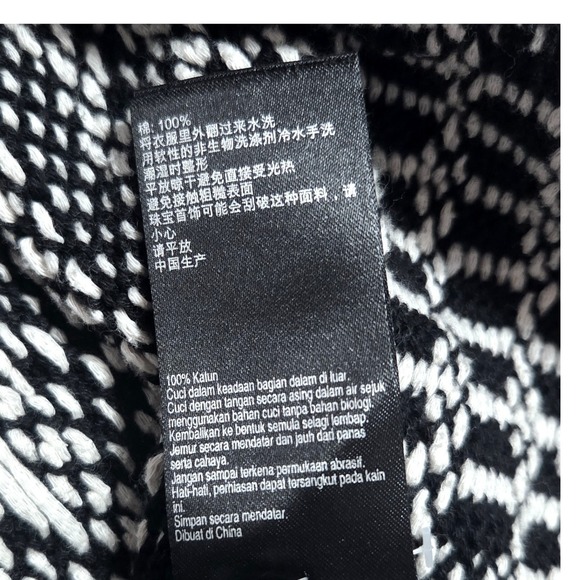 棉: 100%
将衣服里外翻过来水洗
用软性的非生物洗涤剂冷水手洗
潮湿时整形
平放晾干避免直接受光热
避免接触粗糙表面
珠宝首饰可能会刮破这种面料，请
小心
请平放
中国生产
100% Katun
Cuci dalam keadaan bagian dalam di luar.
Cuci dengan tangan secara asing dalam air sejuk
menggunakan bahan cuci tanpa bahan biologi.
Kembalikan ke bentuk semula selagi lembap.
Jemur secara mendatar dan jauh dari panas
serta cahaya.
Jangan sampai terkena permukaan abrasif.
Hati-hati, perhiasan dapat tersangkut pada kain
ini.
Simpan secara mendatar.
Dibuat di China